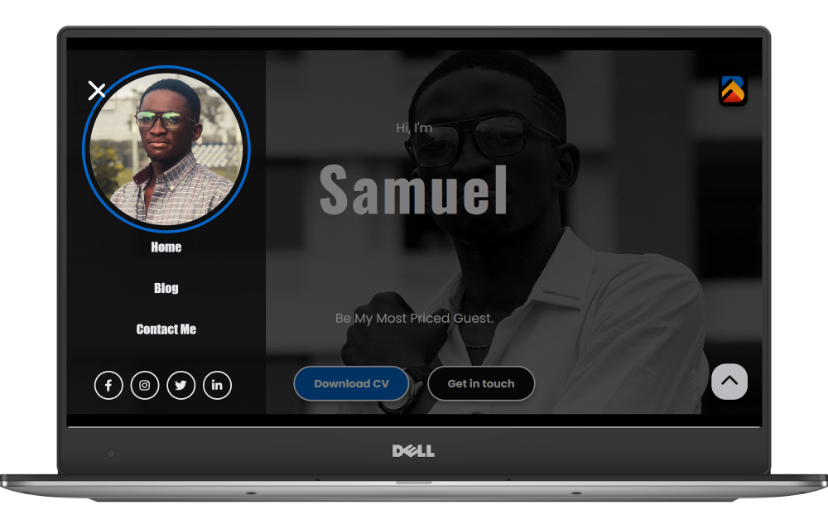 Home
Blog
Contact Me
Hi, I'm
Samuel
Be My Most Priced Guest.
Download CV
Get in touch
DELL